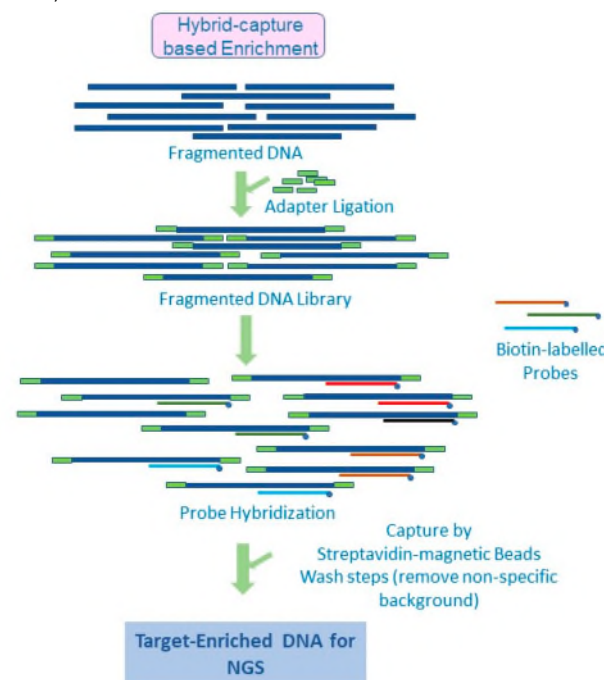 Hybrid-capture
based Enrichment
Fragmented DNA
Adapter Ligation
Fragmented DNA Library
Biotin-labelled
Probes
Probe Hybridization
Capture by
Streptavidin-magnetic Beads
Wash steps (remove non-specific
background)
Target-Enriched DNA for
NGS